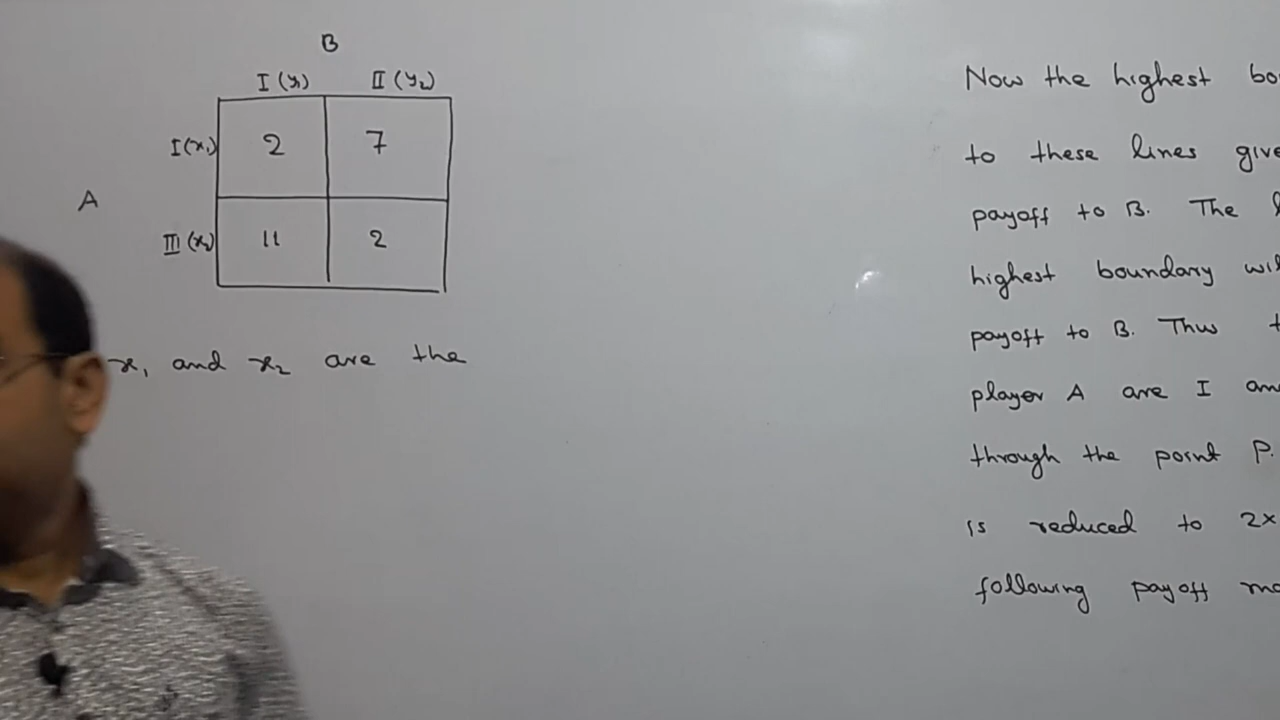 B
I (y₁) II (y₂)
I (x₁) 2 7
A
III (x₂) 11 2
x₁ and x₂ are the
Now the highest
to these lines
payoff to B. The
highest boundary
payoff to B. Thus
player A are I
through the point P.
is reduced to 2x
following payoff